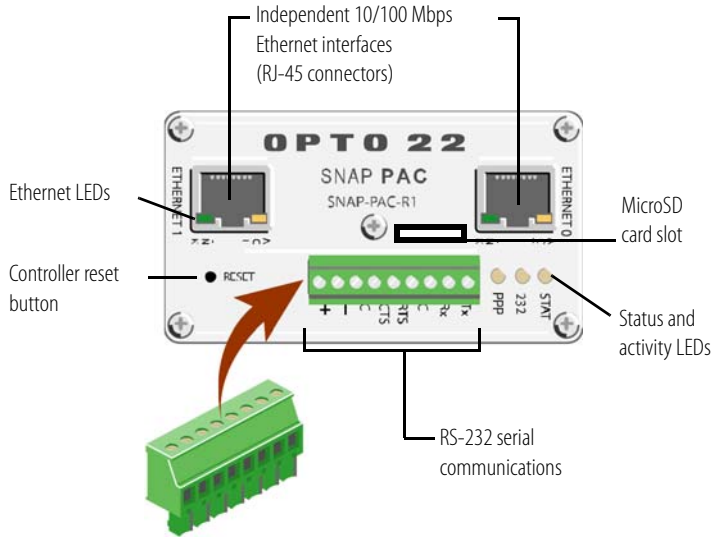 Independent 10/100 Mbps
Ethernet interfaces
(RJ-45 connectors)
OPTO 22
SNAP PAC
SNAP-PAC-R1
ETHERNET 1
ETHERNET 0
Ethernet LEDs
MicroSD
card slot
Controller reset
button
RESET
+
–
C
CTS
RTS
C
Rx
Tx
PPP
232
STAT
Status and
activity LEDs
RS-232 serial
communications